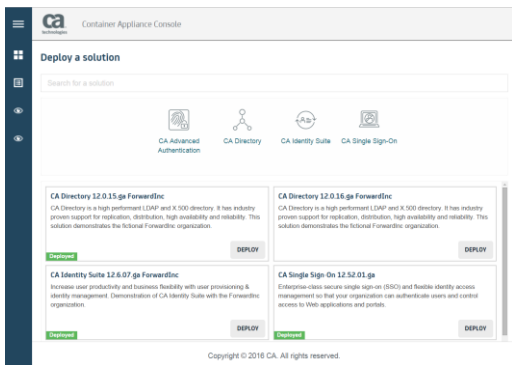 ca
technologies
Container Appliance Console
Deploy a solution
Search for a solution
CA Advanced
Authentication
CA Directory
CA Identity Suite
CA Single Sign-On
CA Directory 12.0.15.ga ForwardInc
CA Directory is a high performant LDAP and X.500 directory. It has industry
proven support for replication, distribution, high availability and reliability. This
solution demonstrates the fictional ForwardInc organization.
DEPLOY
Deployed
CA Directory 12.0.16.ga ForwardInc
CA Directory is a high performant LDAP and X.500 directory. It has industry
proven support for replication, distribution, high availability and reliability. This
solution demonstrates the fictional ForwardInc organization.
DEPLOY
CA Identity Suite 12.6.07.ga ForwardInc
Increase user productivity and business flexibility with user provisioning &
identity management. Demonstration of CA Identity Suite with the ForwardInc
organization
DEPLOY
Deployed
CA Single Sign-On 12.52.01.ga
Enterprise-class secure single sign-on (SSO) and flexible identity access
management so that your organization can authenticate users and control
access to Web applications and portals.
DEPLOY
Deployed
Copyright © 2016 CA. All rights reserved.